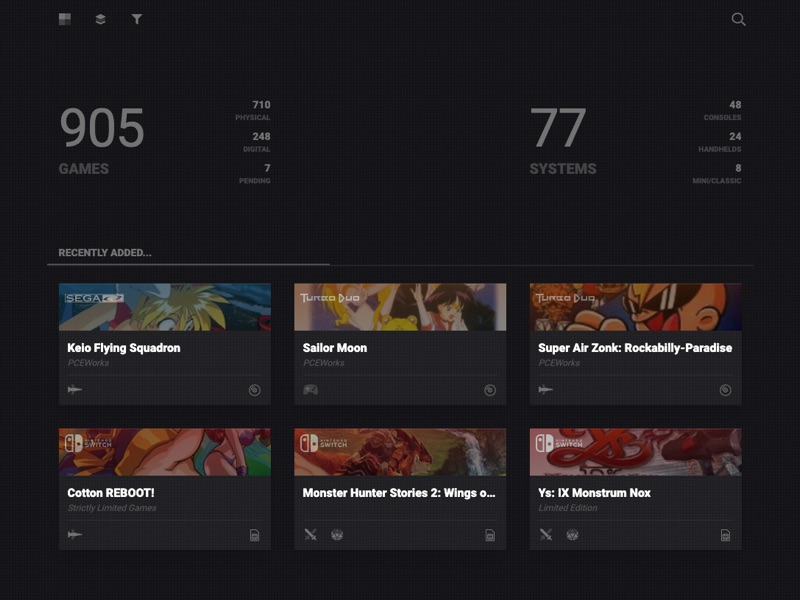 905
GAMES
710
PHYSICAL
248
DIGITAL
7
PENDING
77
SYSTEMS
48
CONSOLES
24
HANDHELDS
8
MINI/CLASSIC
RECENTLY ADDED...
SEGA CD
Keio Flying Squadron
PCEWorks
Turbo Duo
Sailor Moon
PCEWorks
Turbo Duo
Super Air Zonk: Rockabilly-Paradise
PCEWorks
NINTENDO
SWITCH
Cotton REBOOT!
Strictly Limited Games
NINTENDO
SWITCH
Monster Hunter Stories 2: Wings o...
NINTENDO
SWITCH
Ys
Ys: IX Monstrum Nox
Limited Edition